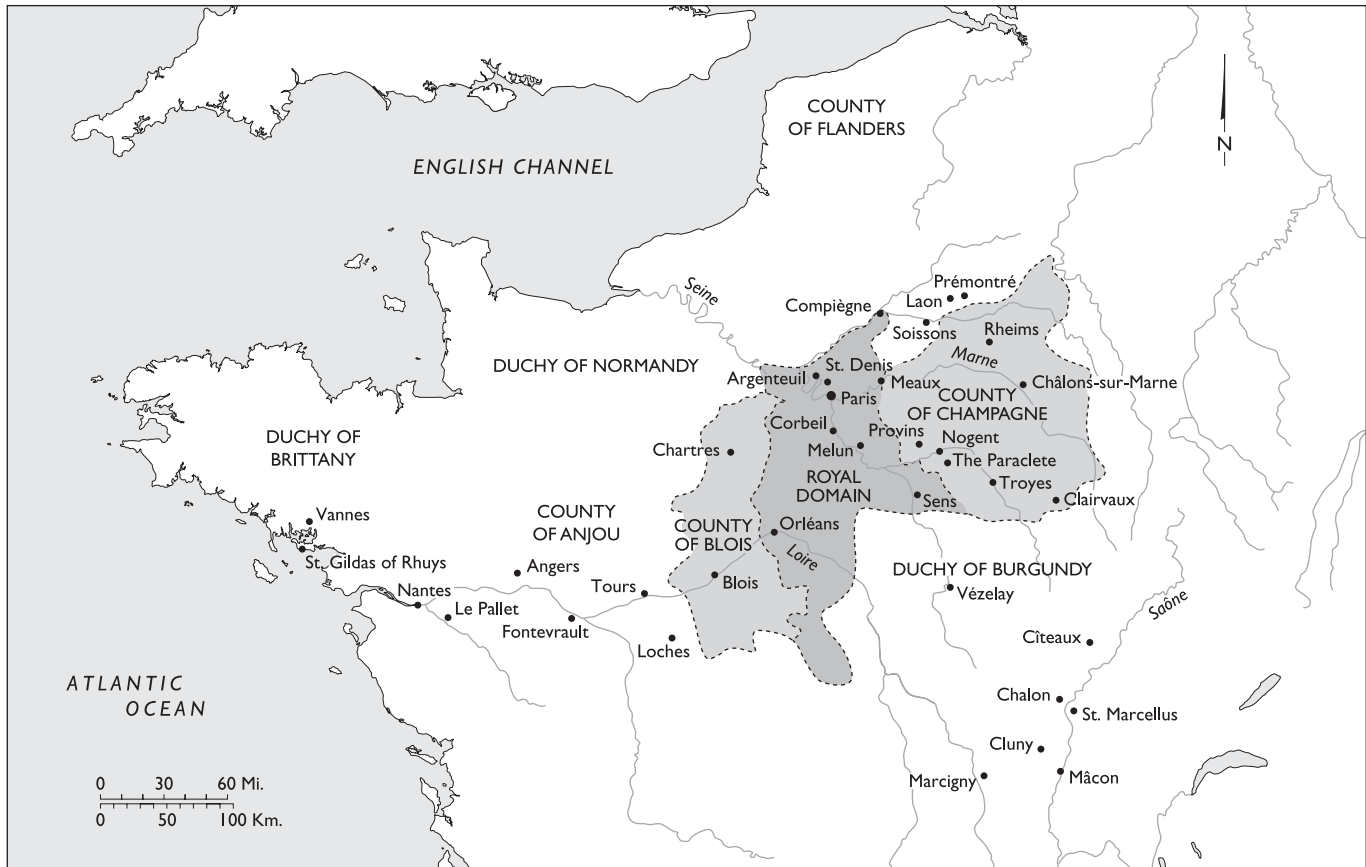 COUNTY
OF FLANDERS
N
ENGLISH CHANNEL
Seine
Prémontré
Laon
Compiègne
Soissons
Rheims
Marne
DUCHY OF NORMANDY
St. Denis
Argenteuil
Meaux
Châlons-sur-Marne
Paris
COUNTY
OF CHAMPAGNE
Corbeil
Provins
Nogent
DUCHY OF
BRITTANY
Chartres
Melun
The Paraclete
ROYAL
DOMAIN
Troyes
Sens
Clairvaux
Vannes
COUNTY
OF ANJOU
COUNTY
OF BLOIS
Orléans
St. Gildas of Rhuys
Loire
Angers
DUCHY OF BURGUNDY
Nantes
Tours
Blois
Vézelay
Le Pallet
Saône
Fontevrault
Loches
Cîteaux
ATLANTIC
OCEAN
Chalon
St. Marcellus
Cluny
Marcigny
Mâcon
0 30 60 Mi.
0 50 100 Km.